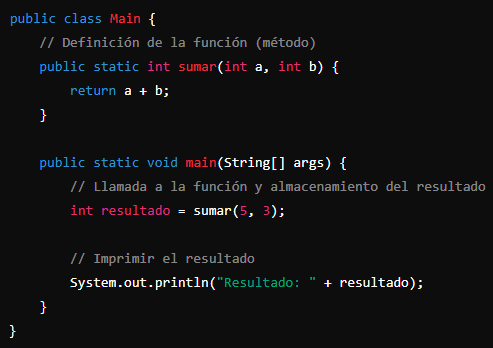 public class Main {
    // Definición de la función (método)
    public static int sumar(int a, int b) {
        return a + b;
    }

    public static void main(String[] args) {
        // Llamada a la función y almacenamiento del resultado
        int resultado = sumar(5, 3);

        // Imprimir el resultado
        System.out.println("Resultado: " + resultado);
    }
}